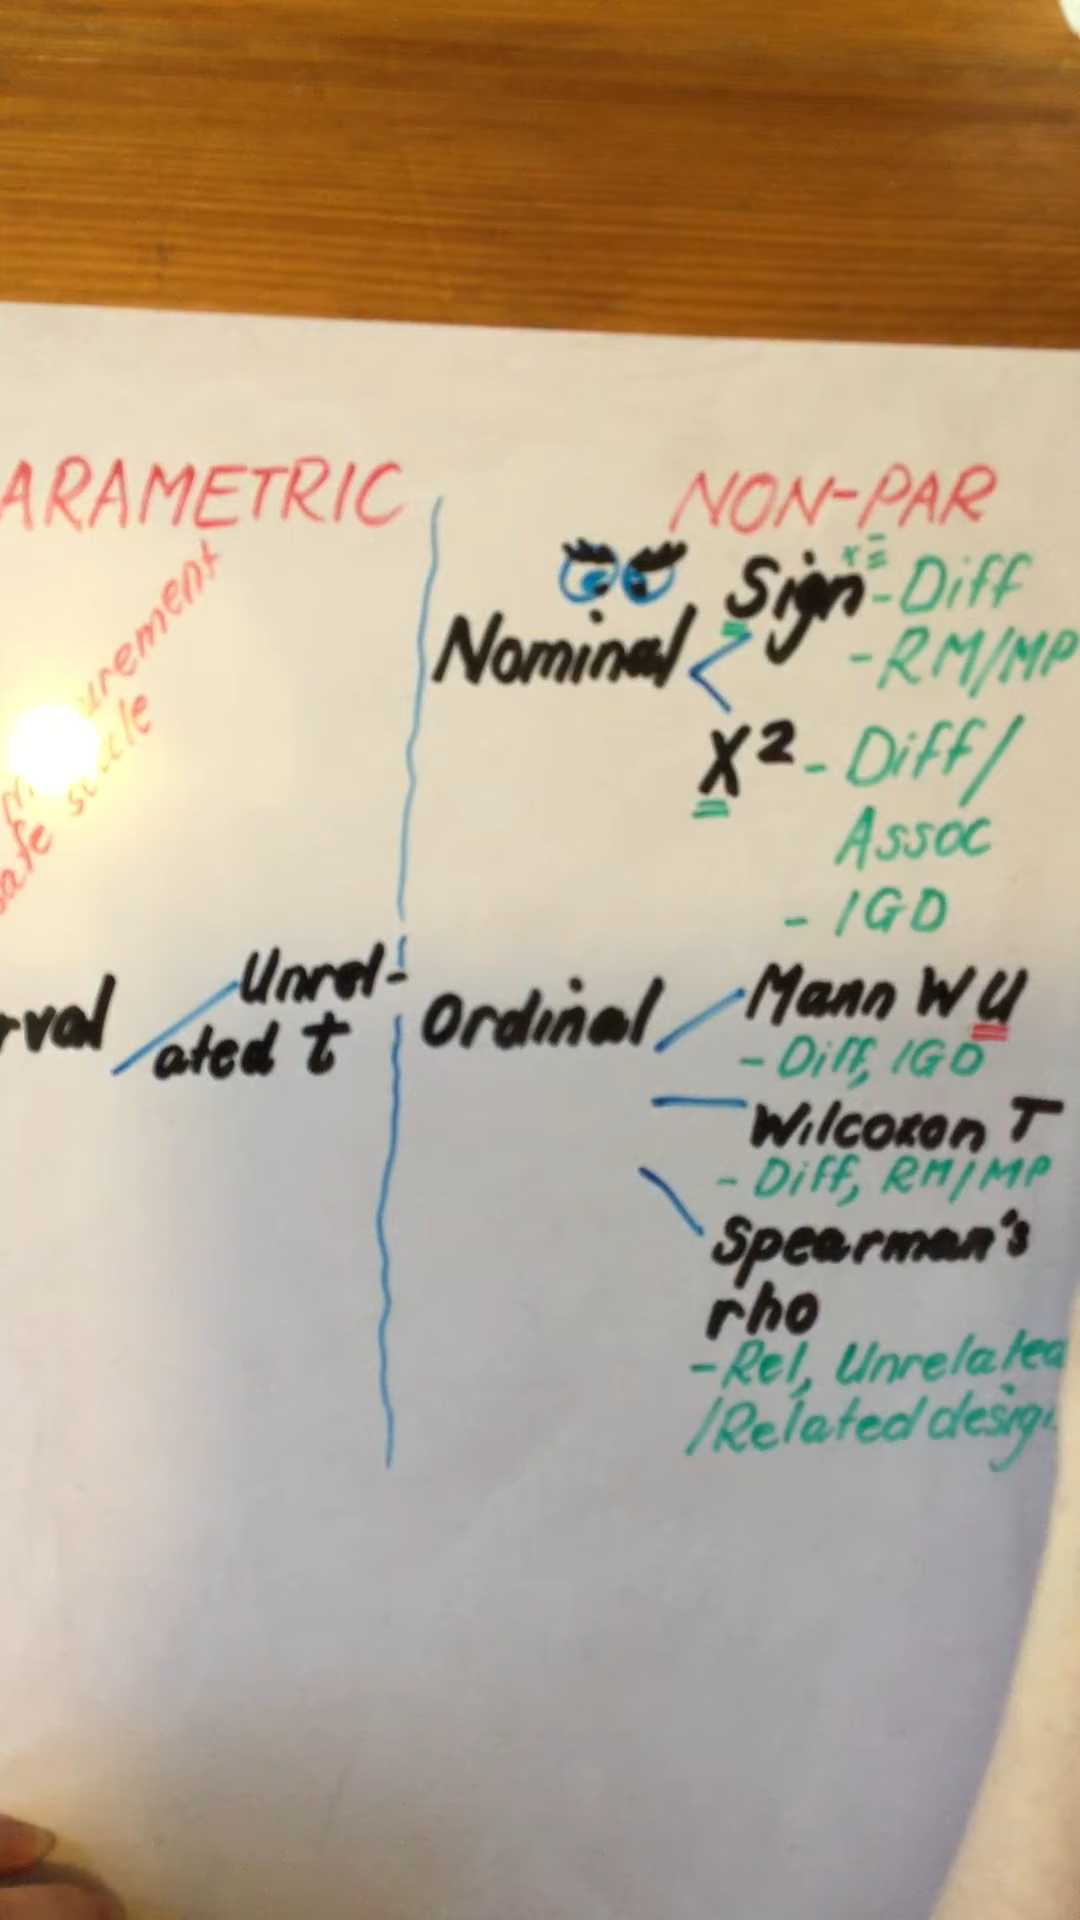 ARAMETRIC
urement
safe
rval
Unrel-
ated t
NON-PAR
Nominal
Sign - Diff
- RM/MP
X² - Diff/
Assoc
- IGD
Ordinal
Mann W U
- Diff, IGD
Wilcoxon T
- Diff, RM/MP
Spearman's
rho
- Rel, Unrelated
/Related desig